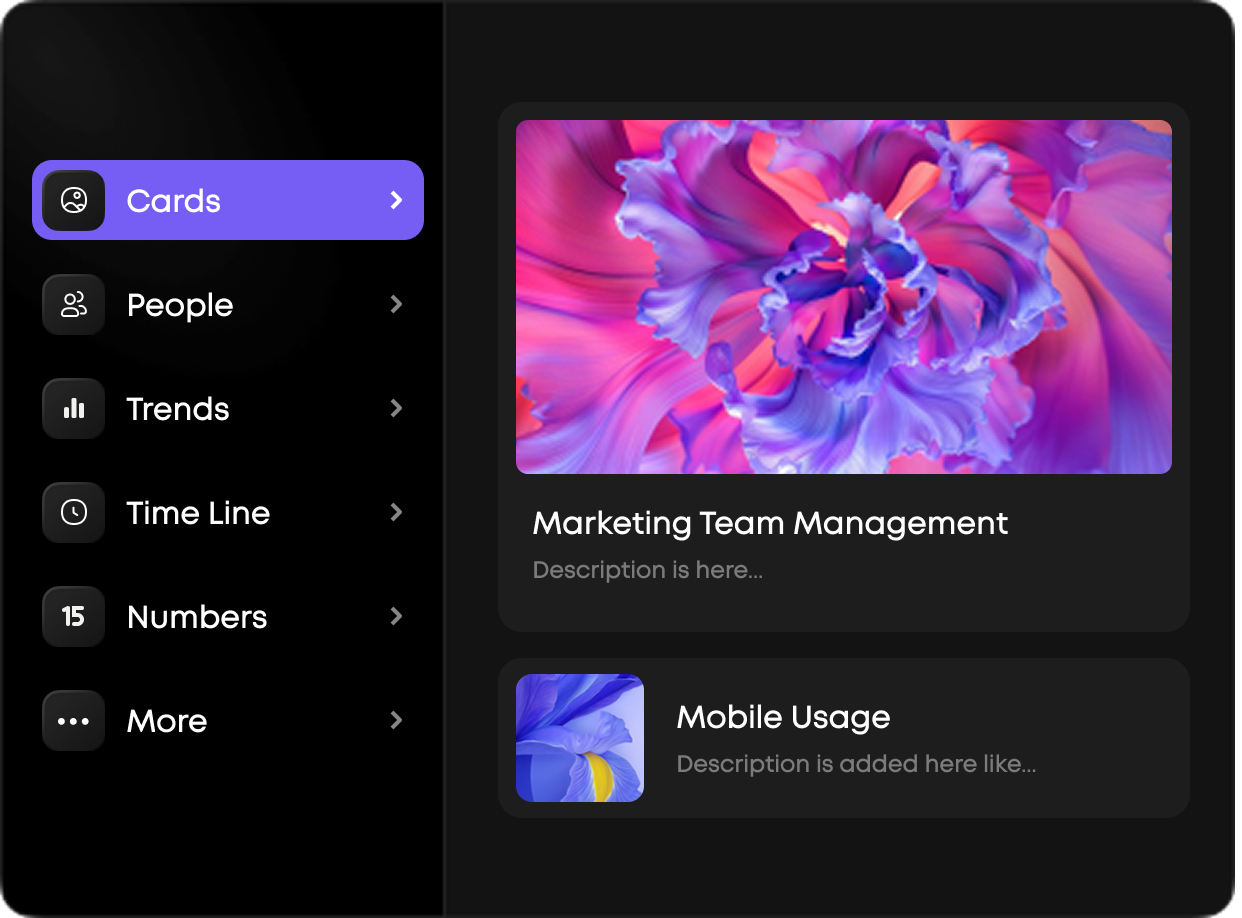 Cards
People
Trends
Time Line
15
Numbers
More
Marketing Team Management
Description is here...
Mobile Usage
Description is added here like...